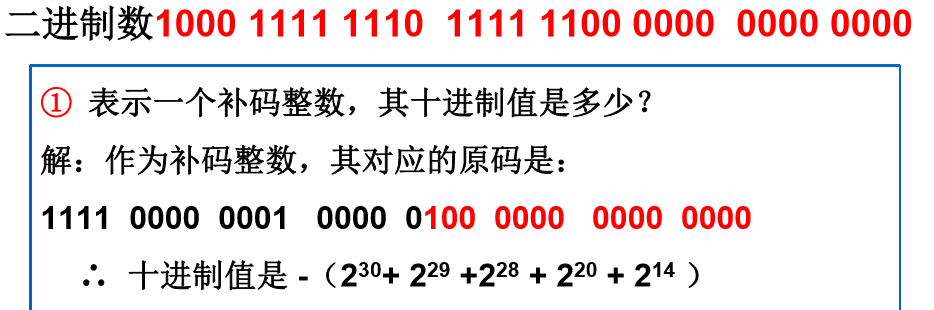 二进制数1000 1111 1110 1111 1100 0000 0000 0000
① 表示一个补码整数，其十进制值是多少？
解：作为补码整数，其对应的原码是：
1111 0000 0001 0000 0100 0000 0000 0000
∴ 十进制值是 -（2³⁰+ 2²⁹ +2²⁸ + 2²⁰ + 2¹⁴ ）